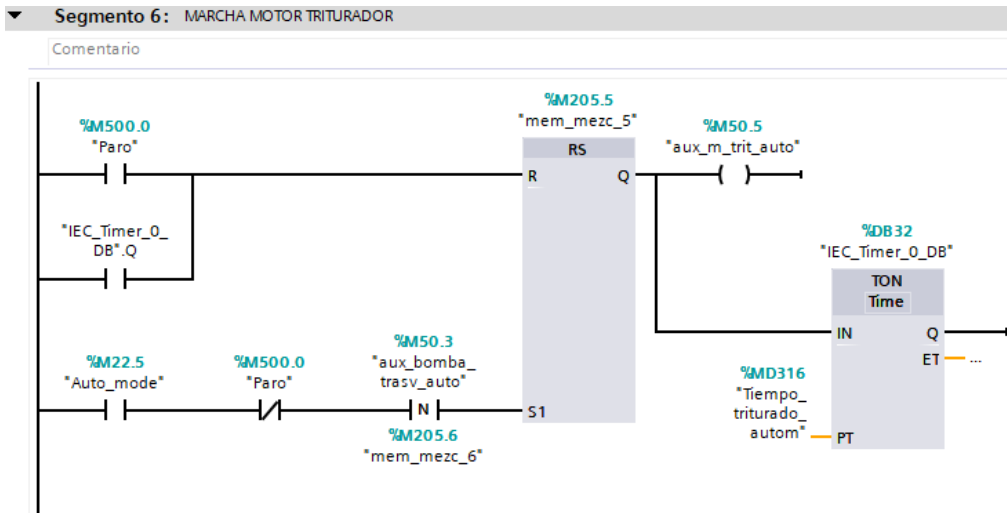 Segmento 6: MARCHA MOTOR TRITURADOR
Comentario
%M500.0
"Paro"
"IEC_Timer_0_
DB".Q
%M22.5
"Auto_mode"
%M500.0
"Paro"
%M50.3
"aux_bomba_
trasv_auto"
N
%M205.6
"mem_mezc_6"
%M205.5
"mem_mezc_5"
RS
R
Q
S1
%M50.5
"aux_m_trit_auto"
%DB32
"IEC_Timer_0_DB"
TON
Time
IN
Q
ET
...
%MD316
"Tiempo_
triturado_
autom"
PT